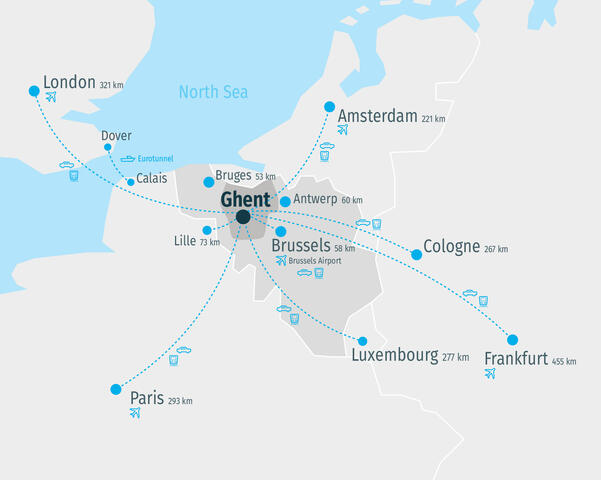 London 321 km
North Sea
Amsterdam 221 km
Dover
Eurotunnel
Calais
Bruges 53 km
Ghent
Antwerp 60 km
Lille 73 km
Brussels 58 km
Brussels Airport
Cologne 267 km
Luxembourg 277 km
Frankfurt 455 km
Paris 293 km